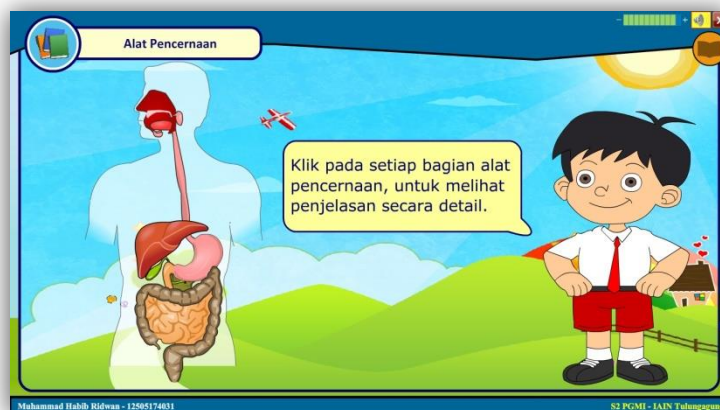 Alat Pencernaan
Klik pada setiap bagian alat
pencernaan, untuk melihat
penjelasan secara detail.
Muhammad Habib Ridwan - 12505174031
S2 PGMI - IAIN Tulungagung